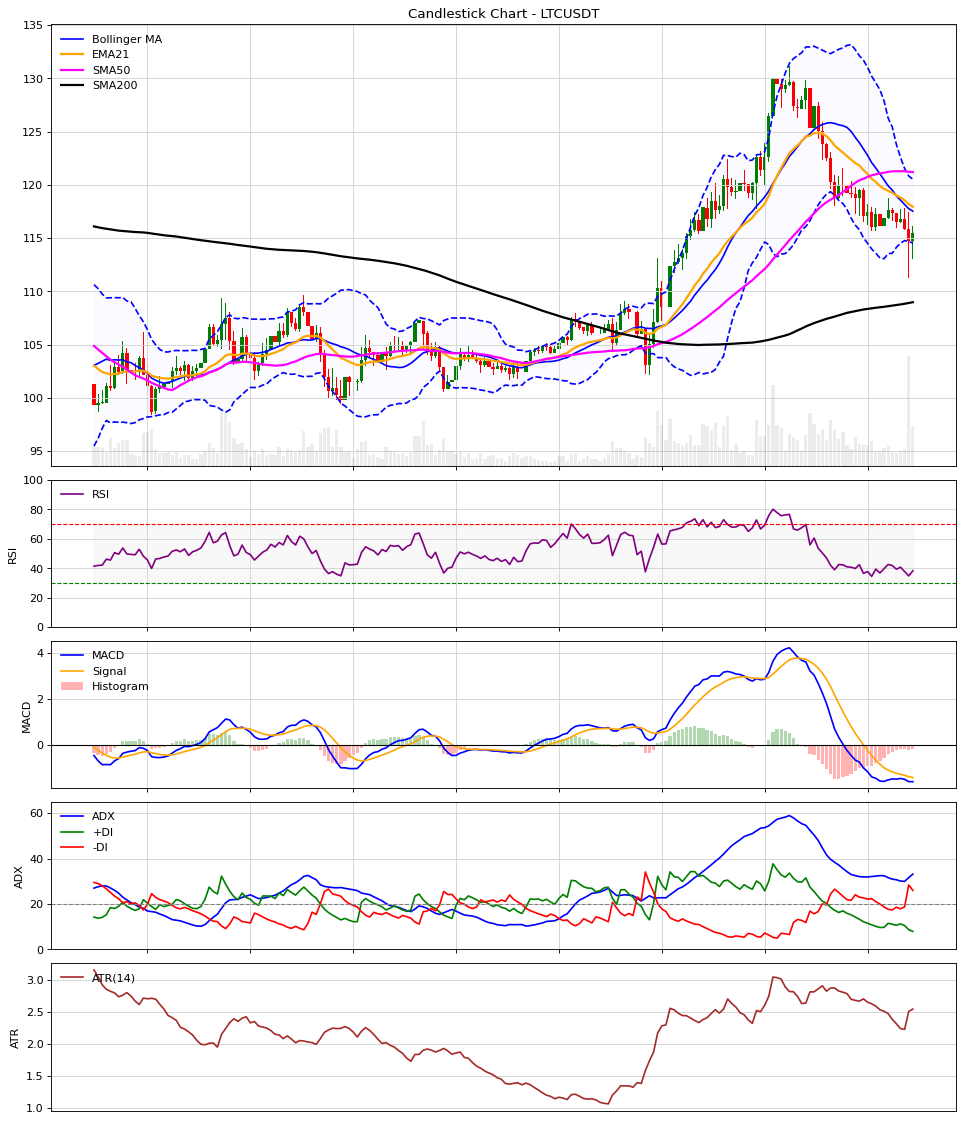 Candlestick Chart - LTCUSDT
135
130
125
120
115
110
105
100
95
Bollinger MA
EMA21
SMA50
SMA200
100
80
60
40
20
0
RSI
RSI
4
2
0
MACD
MACD
Signal
Histogram
60
40
20
0
ADX
ADX
+DI
-DI
3.0
2.5
2.0
1.5
1.0
ATR
ATR(14)